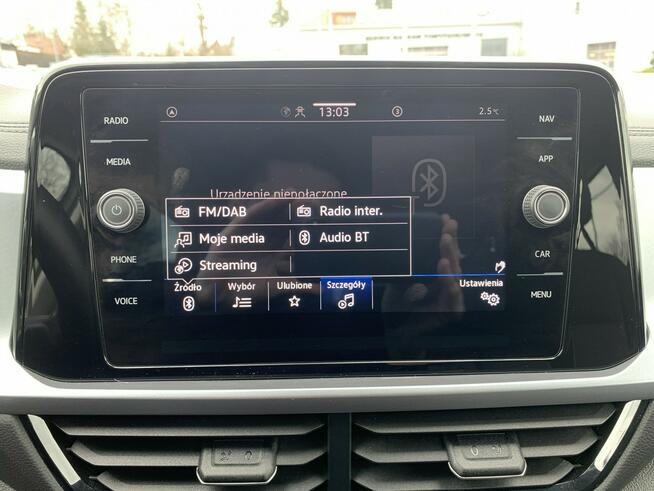 RADIO
MEDIA
PHONE
VOICE
13:03
3
2.5°C
Urządzenie niepołączone
FM/DAB
Radio inter.
Moje media
Audio BT
Streaming
Źródło
Wybór
Ulubione
Szczegóły
Ustawienia
NAV
APP
CAR
MENU